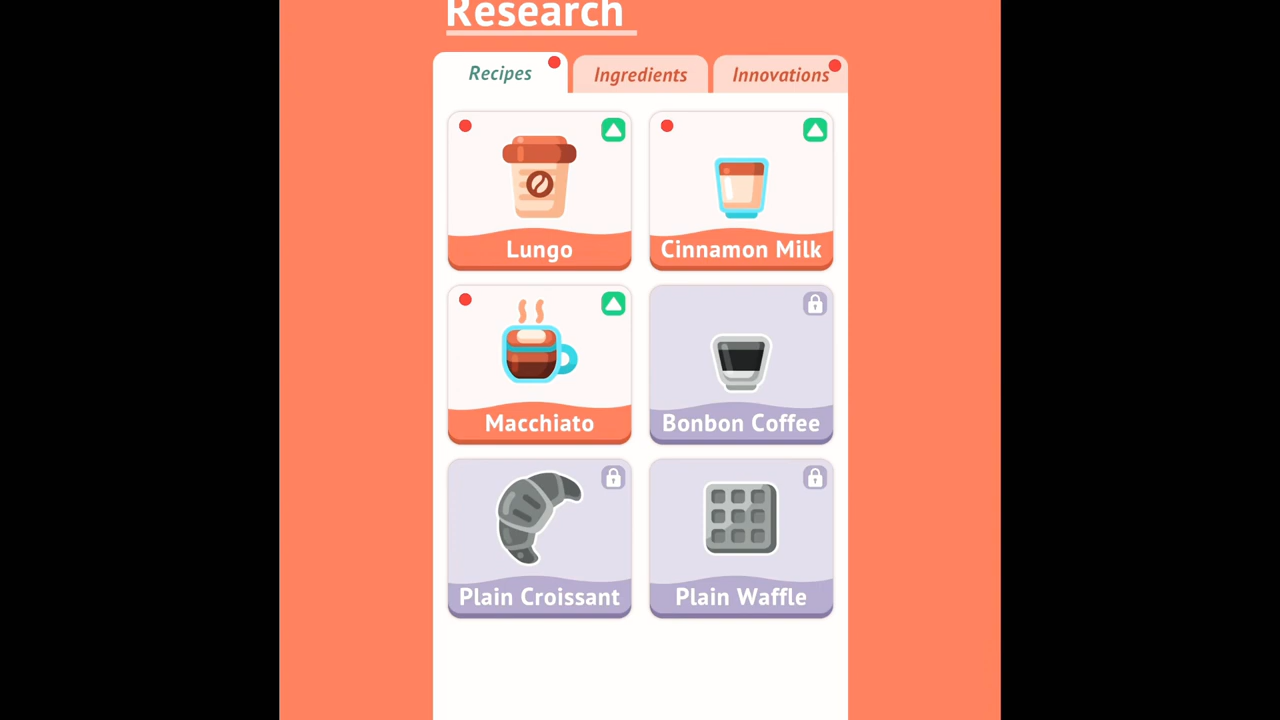 Research
Recipes
Ingredients
Innovations
Lungo
Cinnamon Milk
Macchiato
Bonbon Coffee
Plain Croissant
Plain Waffle